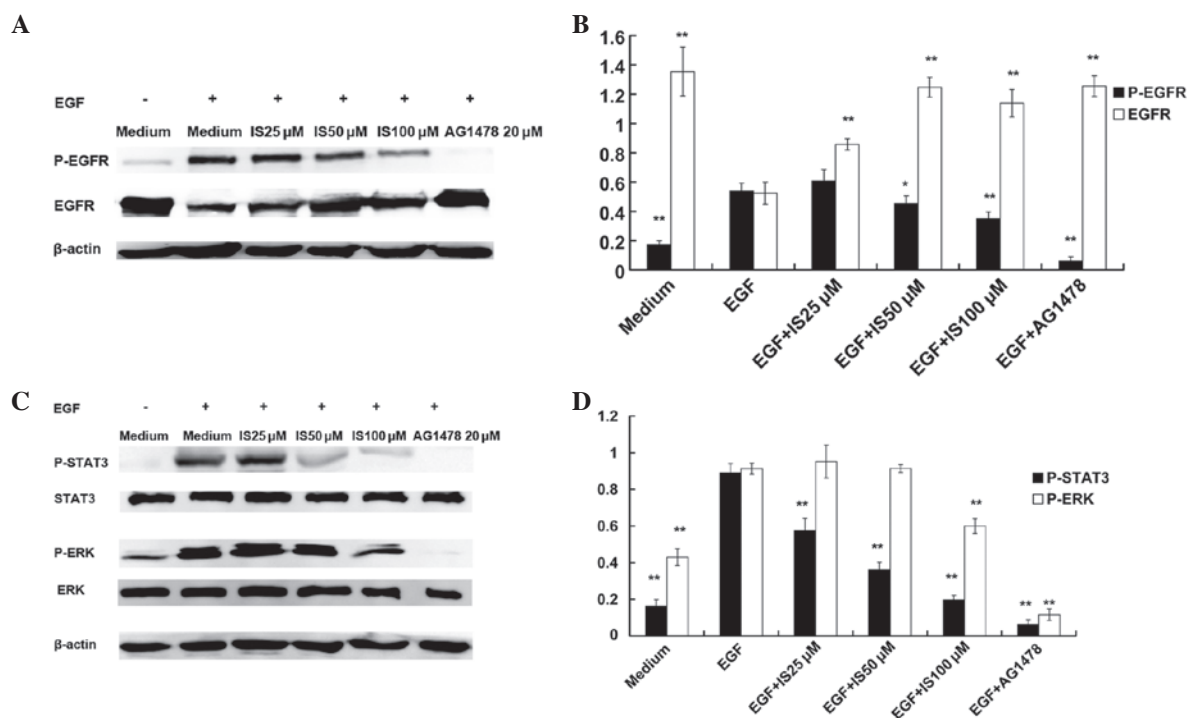 A
EGF - + + + + +
Medium Medium IS25 µM IS50 µM IS100 µM AG1478 20 µM
P-EGFR
EGFR
β-actin
B
1.6
1.4
1.2
1
0.8
0.6
0.4
0.2
0
** ** * ** ** ** ** ** **
P-EGFR
EGFR
Medium
EGF
EGF+IS25 µM
EGF+IS50 µM
EGF+IS100 µM
EGF+AG1478
C
EGF - + + + + +
Medium Medium IS25 µM IS50 µM IS100 µM AG1478 20 µM
P-STAT3
STAT3
P-ERK
ERK
β-actin
D
1.2
1
0.8
0.6
0.4
0.2
0
** ** ** ** ** ** ** **
P-STAT3
P-ERK
Medium
EGF
EGF+IS25 µM
EGF+IS50 µM
EGF+IS100 µM
EGF+AG1478